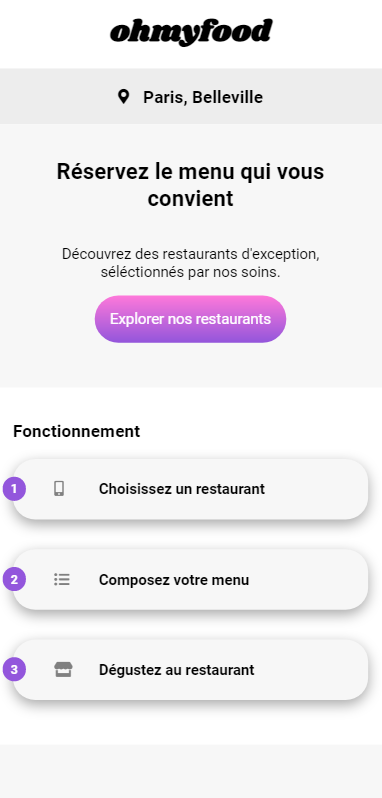 ohmyfood
Paris, Belleville
Réservez le menu qui vous
convient
Découvrez des restaurants d'exception,
séléctionnés par nos soins.
Explorer nos restaurants
Fonctionnement
1 Choisissez un restaurant
2 Composez votre menu
3 Dégustez au restaurant